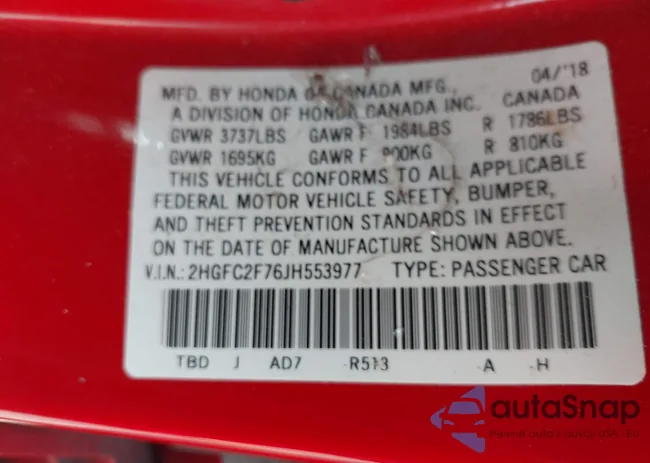 04/'18
MFD. BY HONDA OF CANADA MFG.,
A DIVISION OF HONDA CANADA INC. CANADA
GVWR 3737LBS GAWR F 1984LBS R 1786LBS
GVWR 1695KG GAWR F 900KG R 810KG
THIS VEHICLE CONFORMS TO ALL APPLICABLE
FEDERAL MOTOR VEHICLE SAFETY, BUMPER,
AND THEFT PREVENTION STANDARDS IN EFFECT
ON THE DATE OF MANUFACTURE SHOWN ABOVE.
V.I.N.: 2HGFC2F76JH553977 TYPE: PASSENGER CAR
TBD J AD7 R513 A H
autaSnap